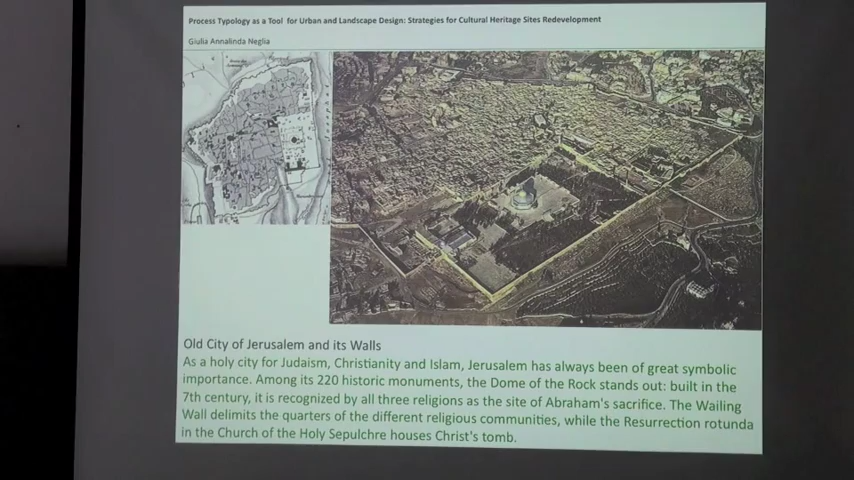 Process Typology as a Tool for Urban and Landscape Design: Strategies for Cultural Heritage Sites Redevelopment
Giulia Annalinda Neglia
Old City of Jerusalem and its Walls
As a holy city for Judaism, Christianity and Islam, Jerusalem has always been of great symbolic
importance. Among its 220 historic monuments, the Dome of the Rock stands out: built in the
7th century, it is recognized by all three religions as the site of Abraham's sacrifice. The Wailing
Wall delimits the quarters of the different religious communities, while the Resurrection rotunda
in the Church of the Holy Sepulchre houses Christ's tomb.